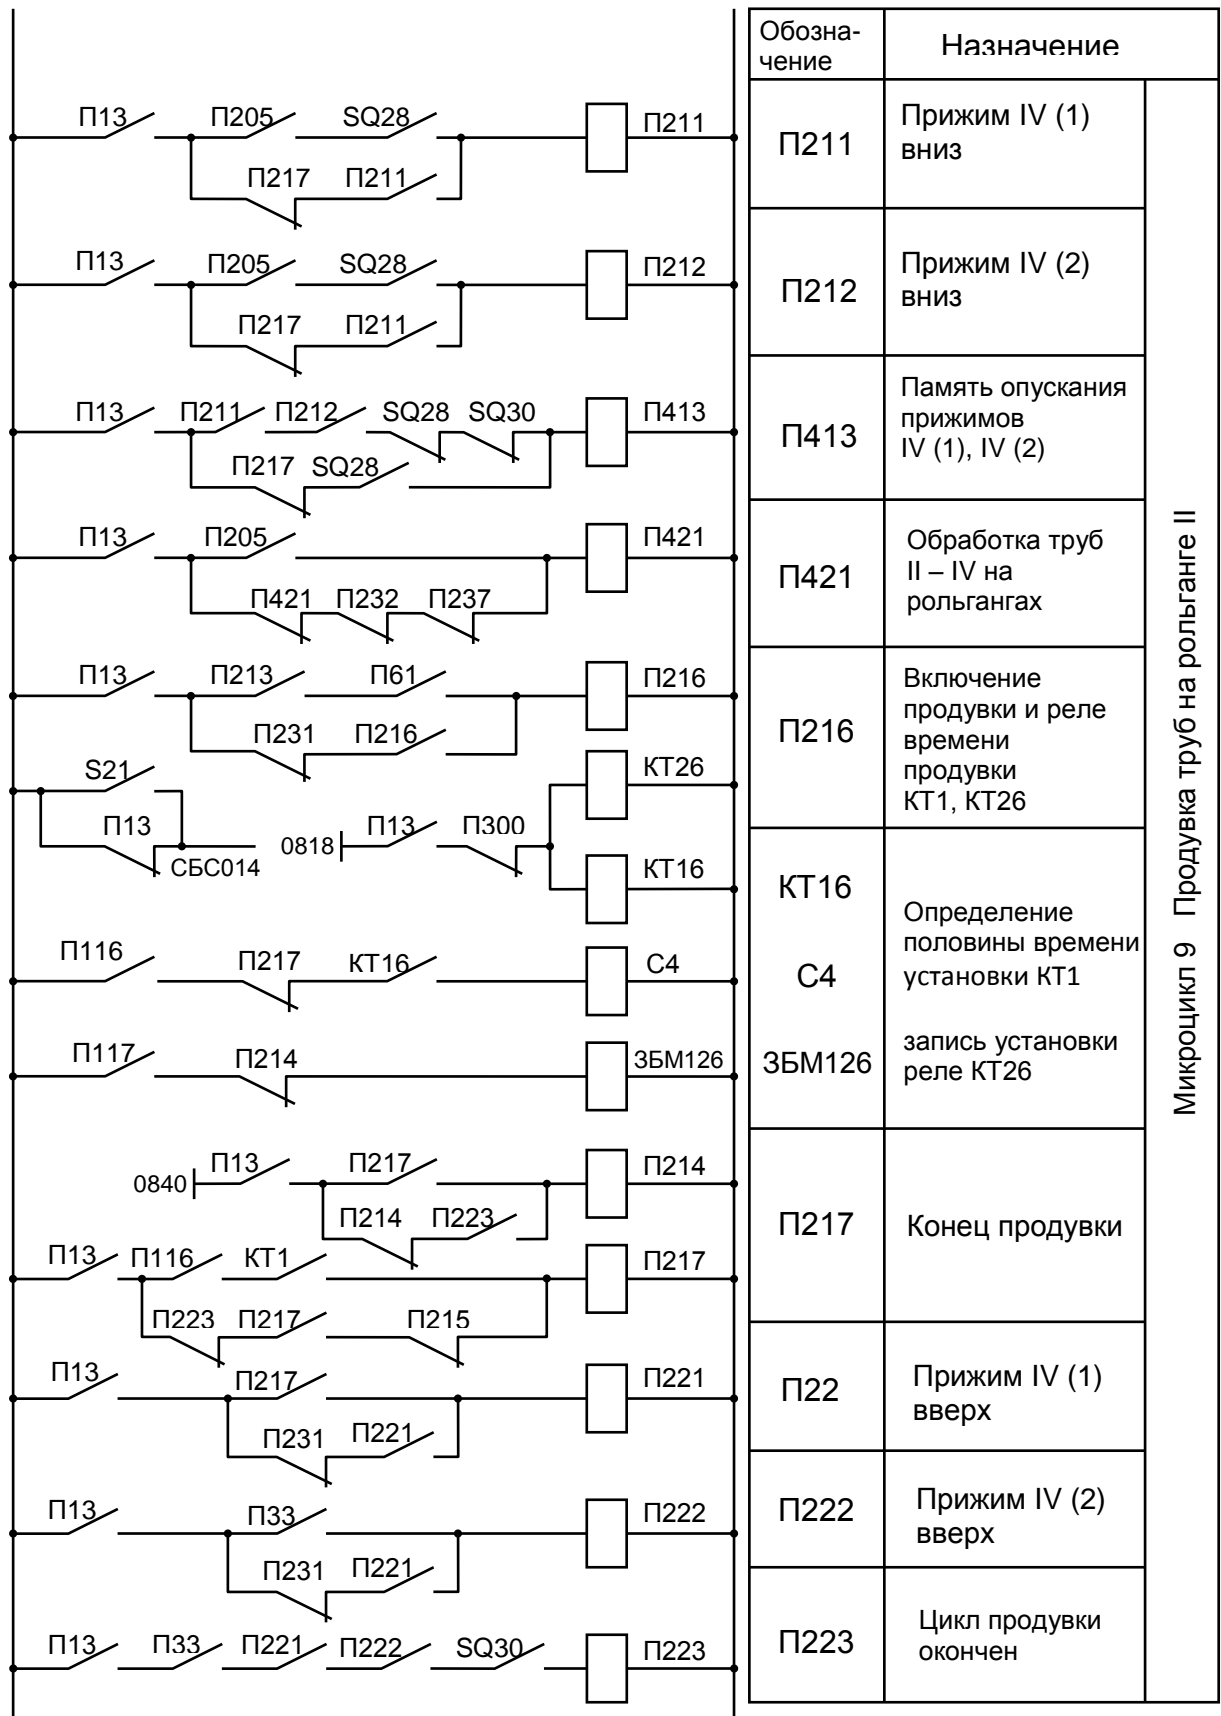 Обозна-
чение
Назначение
П13 П205 SQ28 П211
П217 П211
П211
Прижим IV (1)
вниз
П13 П205 SQ28 П212
П217 П211
П212
Прижим IV (2)
вниз
П13 П211 П212 SQ28 SQ30 П413
П217 SQ28
П413
Память опускания
прижимов
IV (1), IV (2)
П13 П205 П421
П421 П232 П237
П421
Обработка труб
II – IV на
рольгангах
П13 П213 П61 П216
П231 П216
П216
Включение
продувки и реле
времени
продувки
КТ1, КТ26
S21 КТ26
П13 СБС014 0818 П13 П300
КТ16
КТ16
Определение
половины времени
установки КТ1
П116 П217 КТ16 С4
С4
П117 П214 ЗБМ126
ЗБМ126
запись установки
реле КТ26
0840 П13 П217 П214
П214 П223
П13 П116 КТ1 П217
П223 П217 П215
П217
Конец продувки
П13 П217 П221
П231 П221
П22
Прижим IV (1)
вверх
П13 П33 П222
П231 П221
П222
Прижим IV (2)
вверх
П13 П33 П221 П222 SQ30 П223
П223
Цикл продувки
окончен
Микроцикл 9 Продувка труб на рольганге II